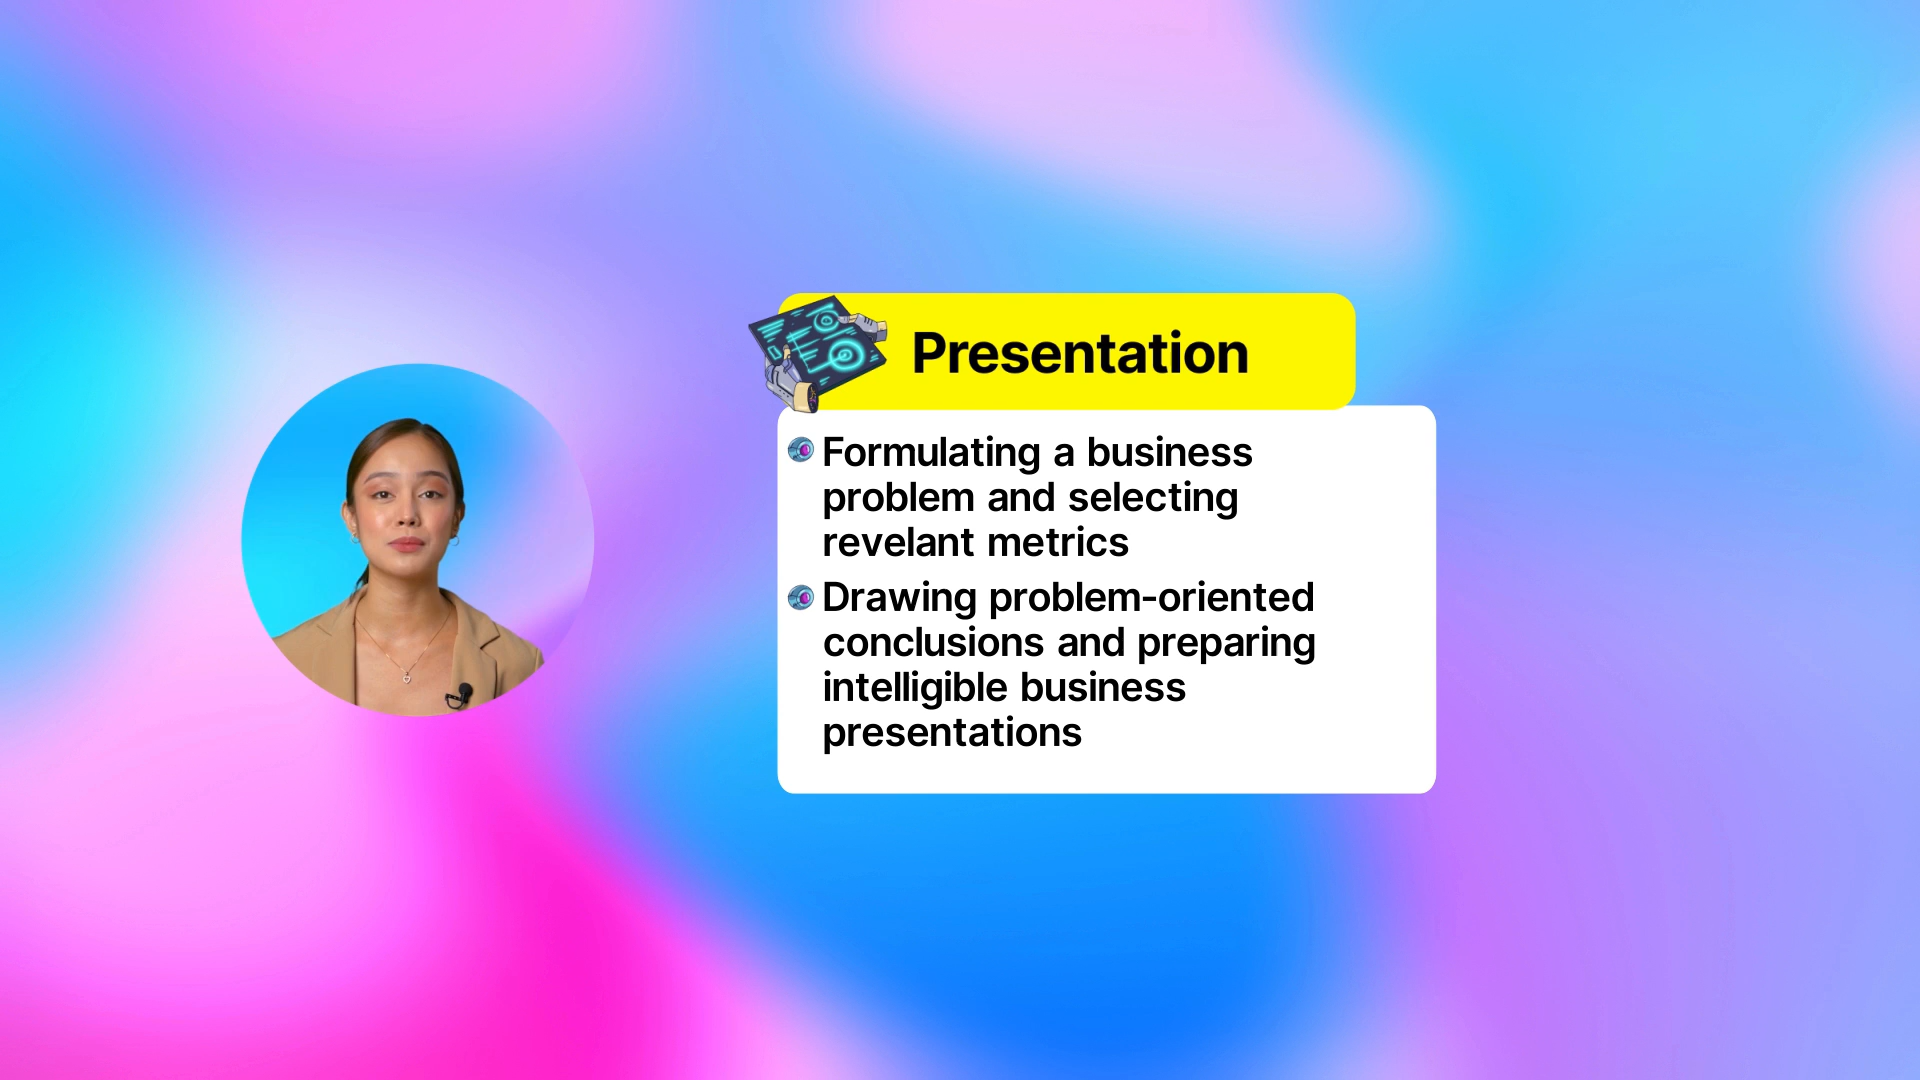 Presentation
Formulating a business
problem and selecting
revelant metrics
Drawing problem-oriented
conclusions and preparing
intelligible business
presentations